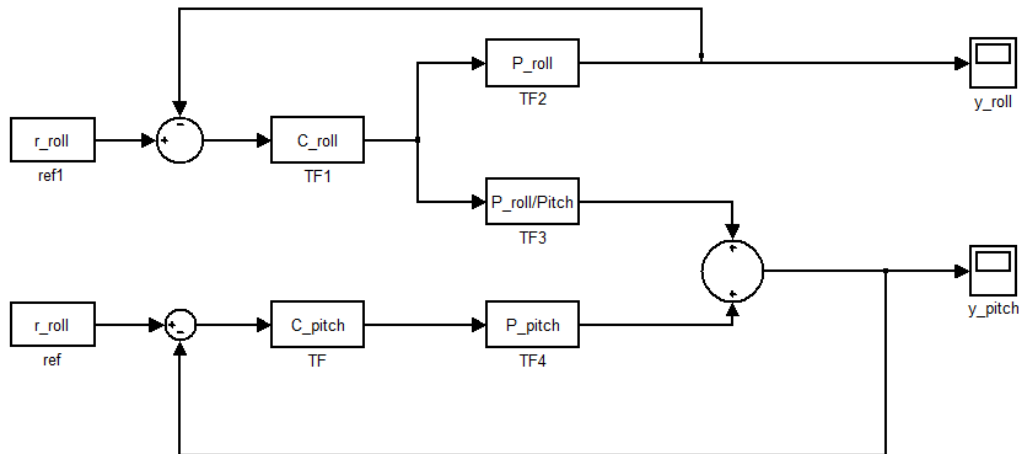 P_roll
TF2
y_roll
r_roll
ref1
+
-
C_roll
TF1
P_roll/Pitch
TF3
+
+
y_pitch
r_roll
ref
+
-
C_pitch
TF
P_pitch
TF4